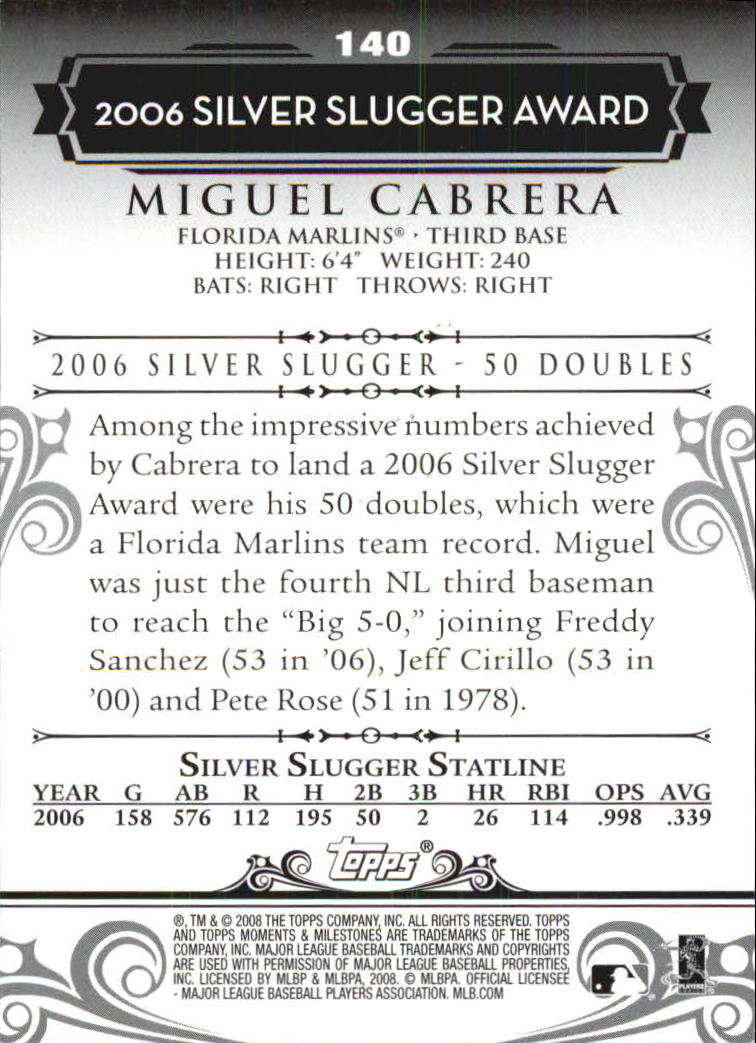 140
2006 SILVER SLUGGER AWARD
MIGUEL CABRERA
FLORIDA MARLINS® · THIRD BASE
HEIGHT: 6'4" WEIGHT: 240
BATS: RIGHT THROWS: RIGHT
2006 SILVER SLUGGER - 50 DOUBLES
Among the impressive numbers achieved
by Cabrera to land a 2006 Silver Slugger
Award were his 50 doubles, which were
a Florida Marlins team record. Miguel
was just the fourth NL third baseman
to reach the “Big 5-0,” joining Freddy
Sanchez (53 in ’06), Jeff Cirillo (53 in
’00) and Pete Rose (51 in 1978).
SILVER SLUGGER STATLINE
YEAR G AB R H 2B 3B HR RBI OPS AVG
2006 158 576 112 195 50 2 26 114 .998 .339
topps®
®, TM & © 2008 THE TOPPS COMPANY, INC. ALL RIGHTS RESERVED. TOPPS
AND TOPPS MOMENTS & MILESTONES ARE TRADEMARKS OF THE TOPPS
COMPANY, INC. MAJOR LEAGUE BASEBALL TRADEMARKS AND COPYRIGHTS
ARE USED WITH PERMISSION OF MAJOR LEAGUE BASEBALL PROPERTIES,
INC. LICENSED BY MLBP & MLBPA, 2008. © MLBPA. OFFICIAL LICENSEE
- MAJOR LEAGUE BASEBALL PLAYERS ASSOCIATION. MLB.COM